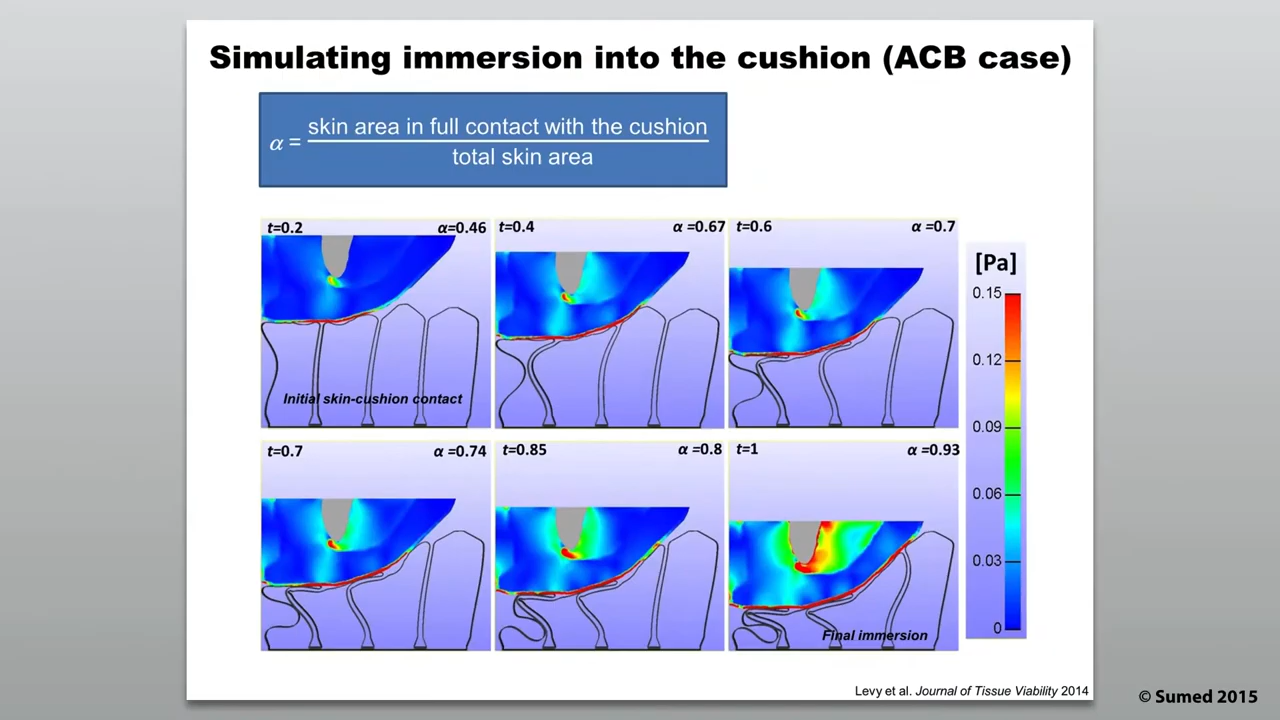 Simulating immersion into the cushion (ACB case)
α = skin area in full contact with the cushion
total skin area
t=0.2 α=0.46
t=0.4 α =0.67
t=0.6 α =0.7
Initial skin-cushion contact
[Pa]
0.15
0.12
0.09
0.06
0.03
0
t=0.7 α =0.74
t=0.85 α =0.8
t=1 α =0.93
Final immersion
Levy et al. Journal of Tissue Viability 2014
© Sumed 2015